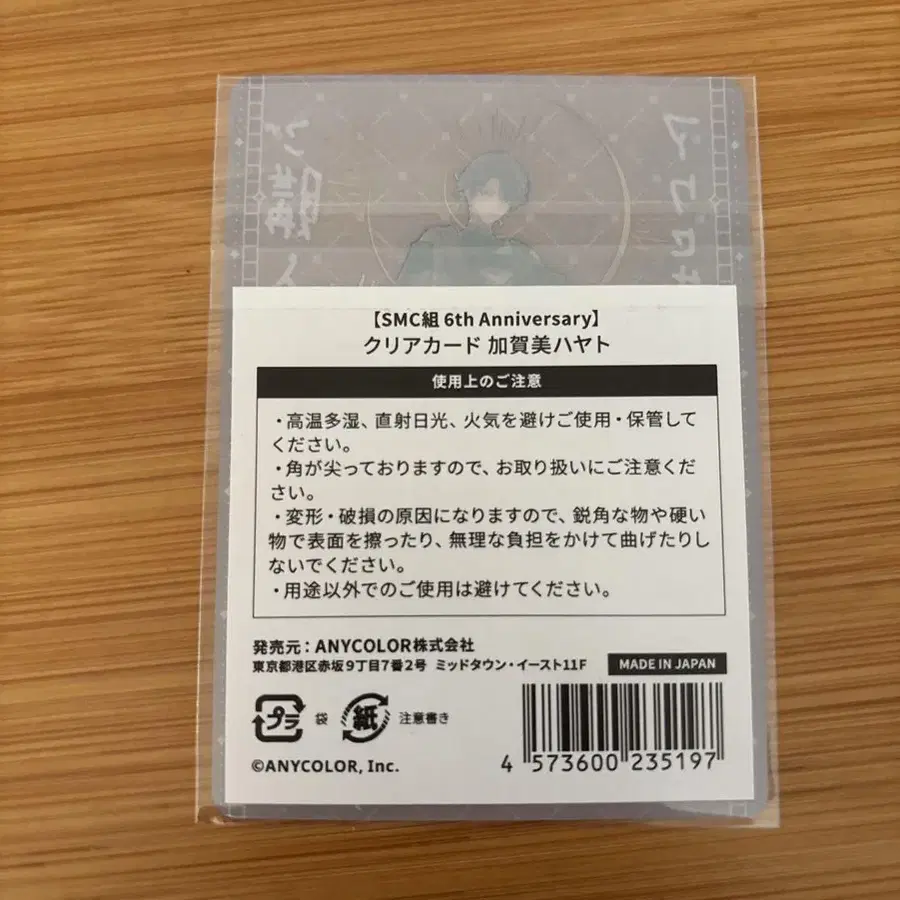 【SMC組 6th Anniversary】
クリアカード 加賀美ハヤト
使用上のご注意
・高温多湿、直射日光、火気を避けご使用・保管して
ください。
・角が尖っておりますので、お取り扱いにご注意くだ
さい。
・変形・破損の原因になりますので、鋭角な物や硬い
物で表面を擦ったり、無理な負担をかけて曲げたりし
ないでください。
・用途以外でのご使用は避けてください。
発売元：ANYCOLOR株式会社
東京都港区赤坂9丁目7番2号 ミッドタウン・イースト11F
MADE IN JAPAN
プラ 袋 紙 注意書き
©ANYCOLOR, Inc.
4 573600 235197